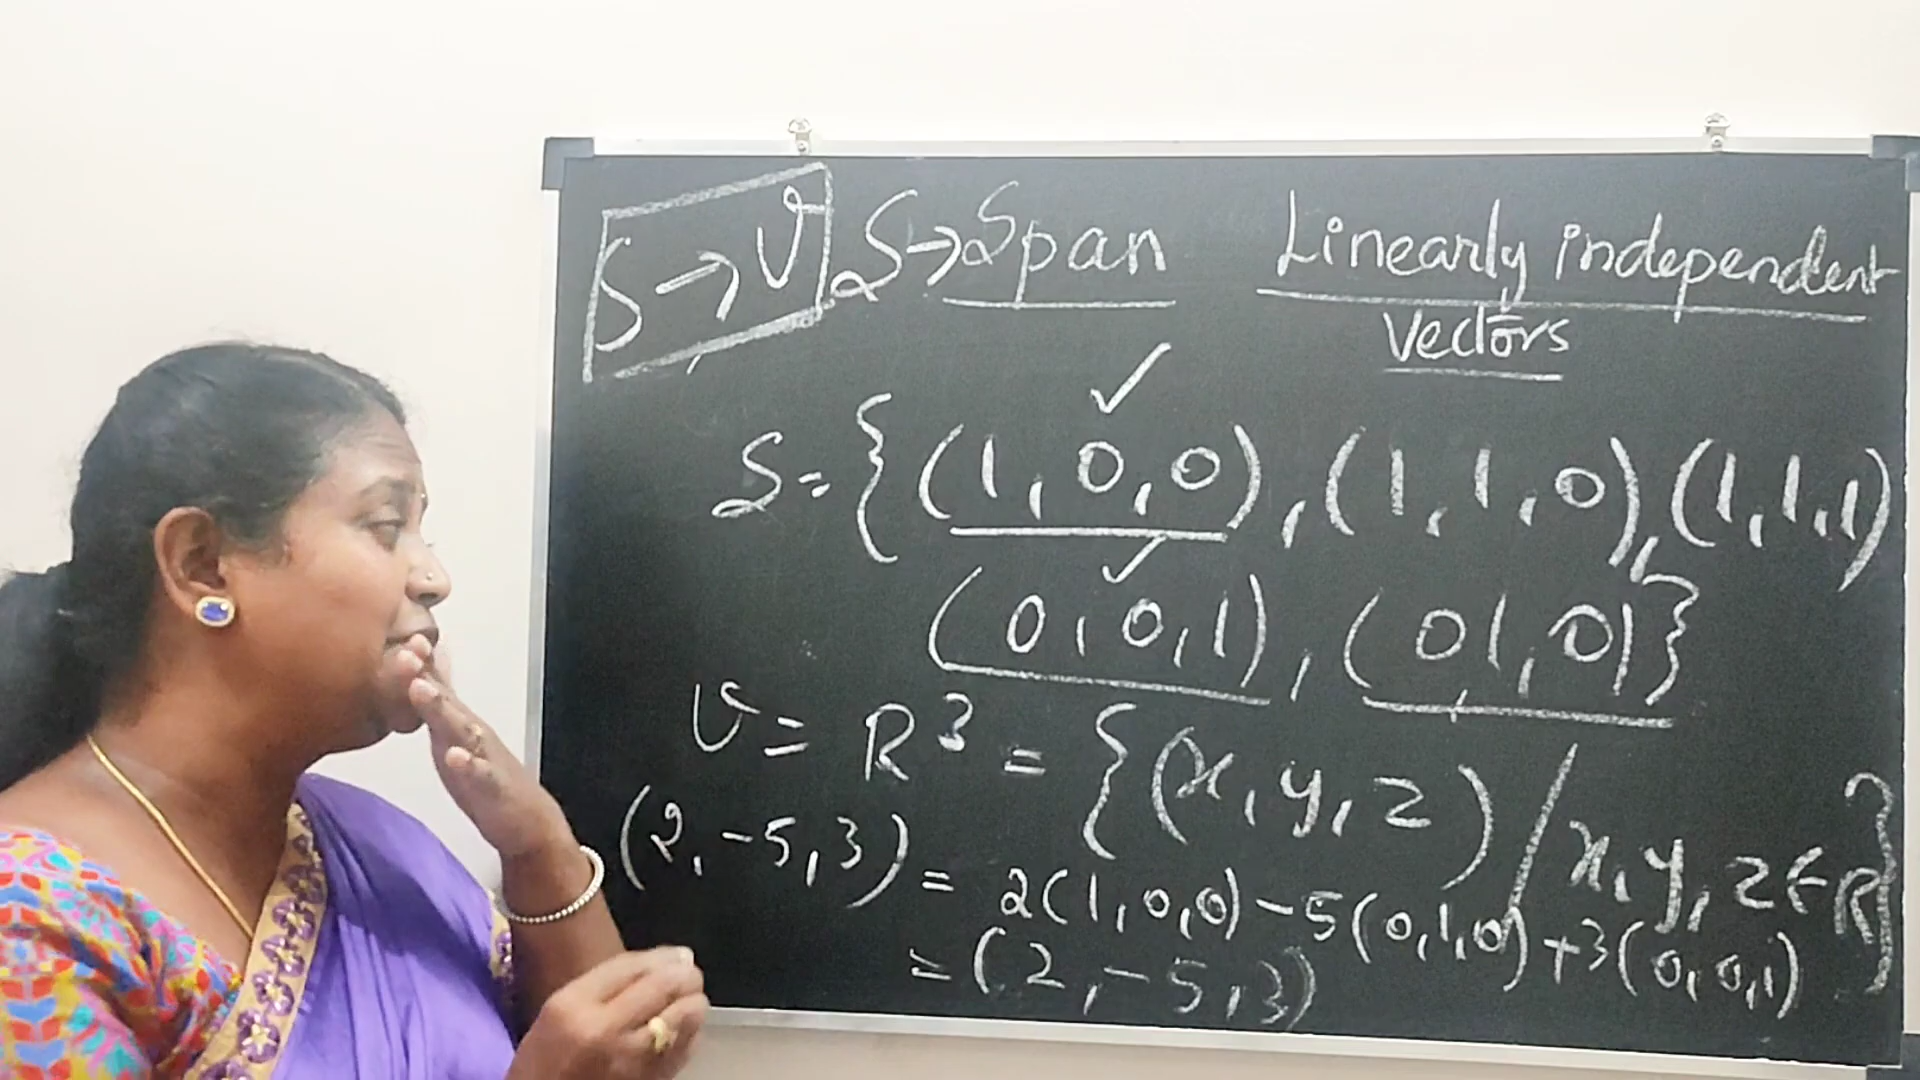 S → V S → Span Linearly independent
Vectors
S = { (1, 0, 0), (1, 1, 0), (1, 1, 1)
(0, 0, 1), (0 1, 0) }
V = R³ = { (x, y, z) / x, y, z ∈ R }
(2, -5, 3) = 2(1, 0, 0) - 5(0, 1, 0) + 3(0, 0, 1)
= (2, -5, 3)